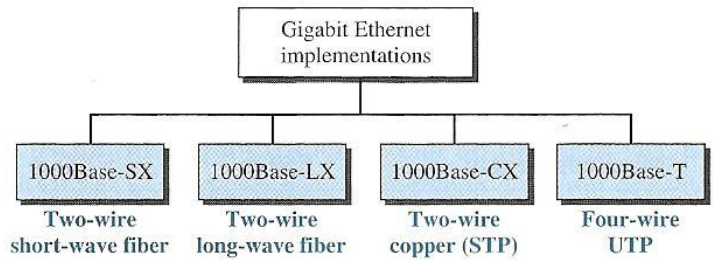 Gigabit Ethernet
implementations
1000Base-SX
1000Base-LX
1000Base-CX
1000Base-T
Two-wire
short-wave fiber
Two-wire
long-wave fiber
Two-wire
copper (STP)
Four-wire
UTP